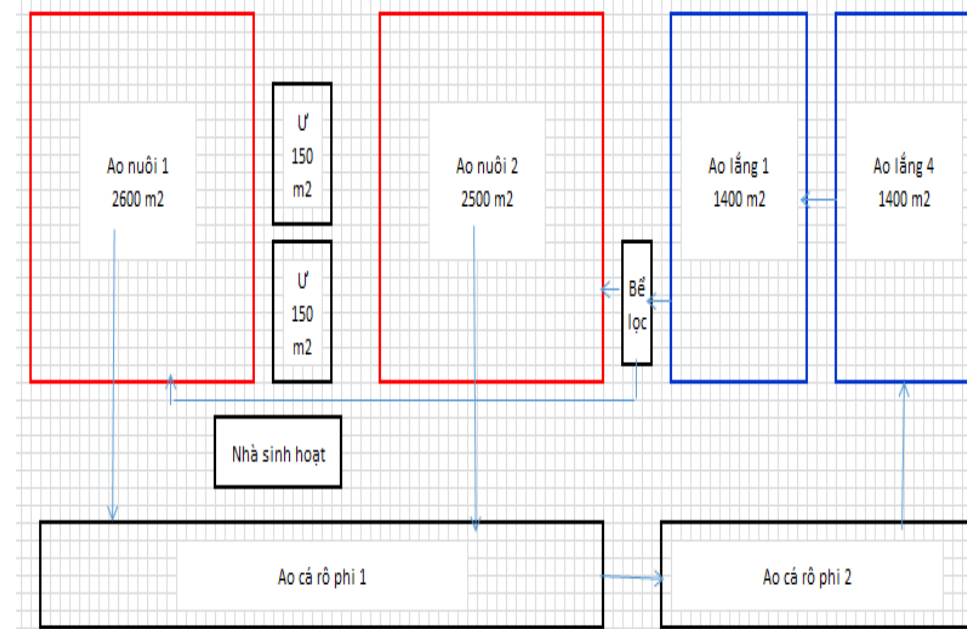 Ao nuôi 1
2600 m2
Ư
150
m2
Ư
150
m2
Ao nuôi 2
2500 m2
Bể
lọc
Ao lắng 1
1400 m2
Ao lắng 4
1400 m2
Nhà sinh hoạt
Ao cá rô phi 1
Ao cá rô phi 2